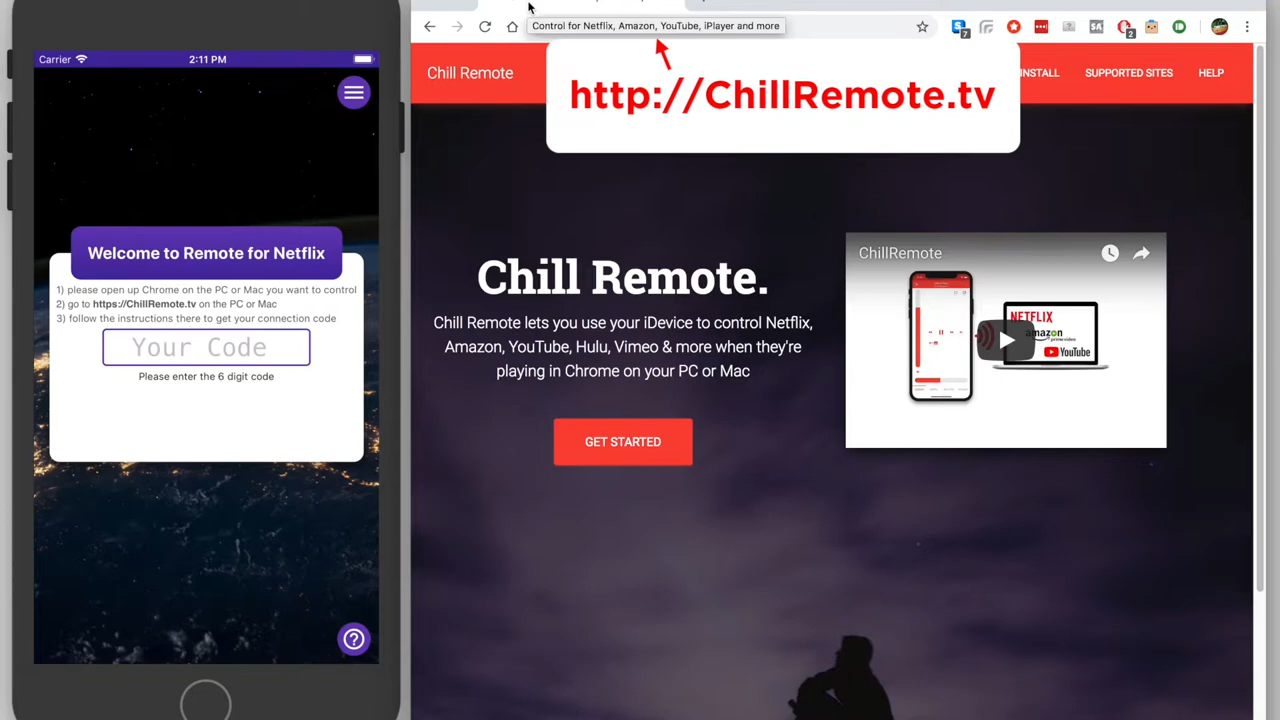 Carrier
2:11 PM
Welcome to Remote for Netflix
1) please open up Chrome on the PC or Mac you want to control
2) go to https://ChillRemote.tv on the PC or Mac
3) follow the instructions there to get your connection code
Your Code
Please enter the 6 digit code
Control for Netflix, Amazon, YouTube, iPlayer and more
7
2
Chill Remote
http://ChillRemote.tv
INSTALL
SUPPORTED SITES
HELP
Chill Remote.
Chill Remote lets you use your iDevice to control Netflix,
Amazon, YouTube, Hulu, Vimeo & more when they're
playing in Chrome on your PC or Mac
GET STARTED
ChillRemote
NETFLIX
amazon
YouTube